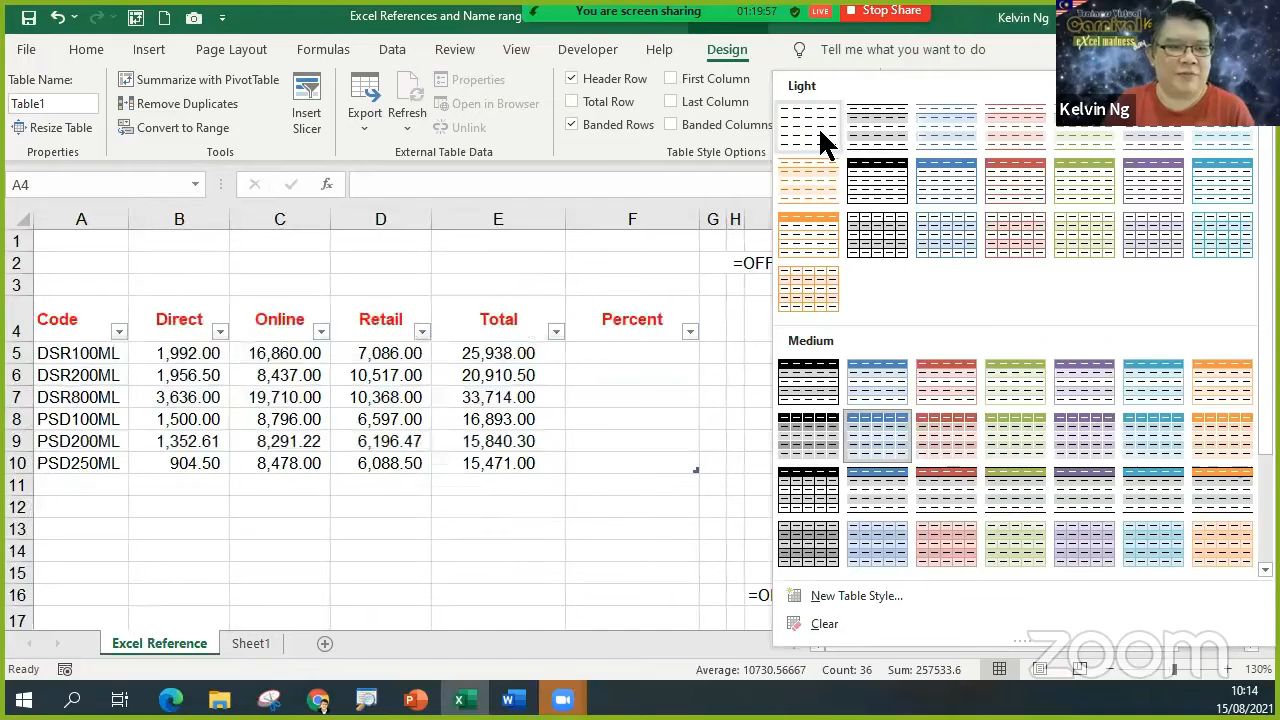 Excel References and Name rang
You are screen sharing
01:19:57
LIVE
Stop Share
Kelvin Ng
File
Home
Insert
Page Layout
Formulas
Data
Review
View
Developer
Help
Design
Tell me what you want to do
Table Name:
Table1
Resize Table
Properties
Summarize with PivotTable
Remove Duplicates
Convert to Range
Tools
Insert
Slicer
Export
Refresh
Properties
Open in Browser
Unlink
External Table Data
Header Row
Total Row
Banded Rows
First Column
Last Column
Banded Columns
Table Style Options
Light
Trainer Virtual
Carnival
eXcel madness
Kelvin Ng
A4
fx
A B C D E F G H
1
2 =OFF
3
4 Code Direct Online Retail Total Percent
5 DSR100ML 1,992.00 16,860.00 7,086.00 25,938.00
6 DSR200ML 1,956.50 8,437.00 10,517.00 20,910.50
7 DSR800ML 3,636.00 19,710.00 10,368.00 33,714.00
8 PSD100ML 1,500.00 8,796.00 6,597.00 16,893.00
9 PSD200ML 1,352.61 8,291.22 6,196.47 15,840.30
10 PSD250ML 904.50 8,478.00 6,088.50 15,471.00
11
12
13
14
15
16
17
Medium
New Table Style...
Clear
Excel Reference
Sheet1
zoom
Ready
Average: 10730.56667
Count: 36
Sum: 257533.6
130%
10:14
15/08/2021